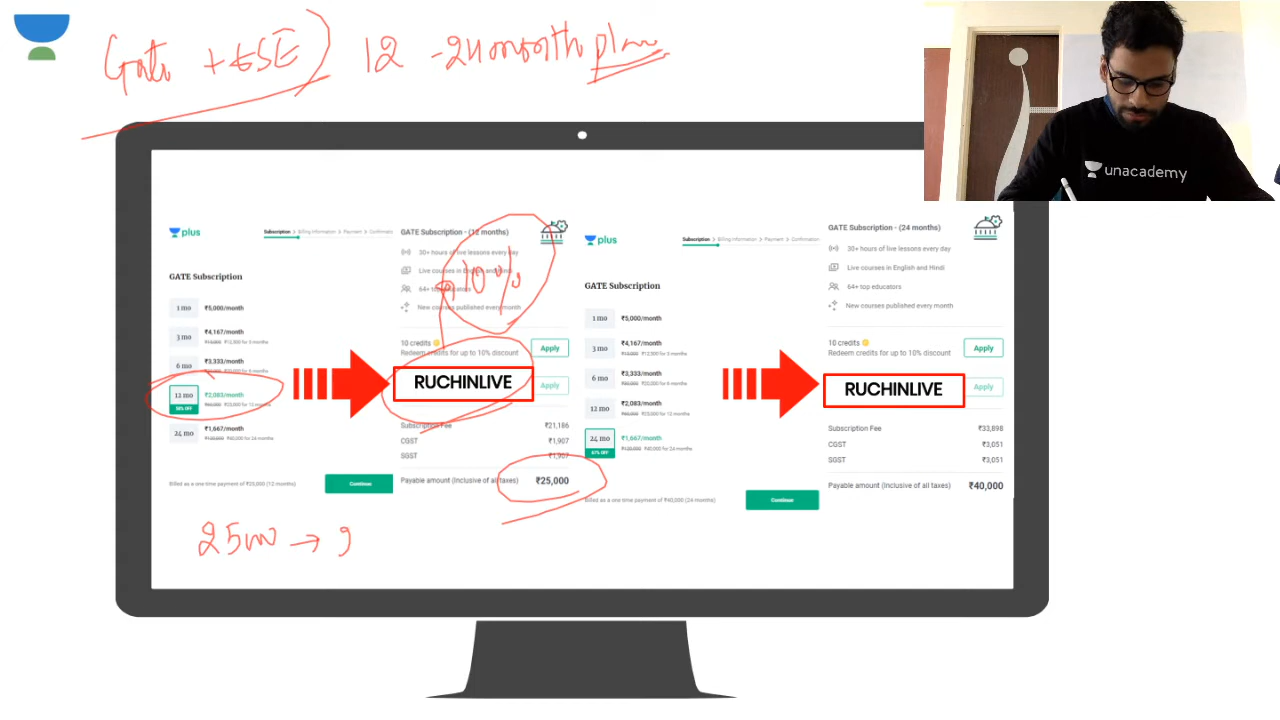 Gate + ESE) 12 - 24 month plan
unacademy
plus
Subscription > Billing Information > Payment > Confirmation
GATE Subscription
1 mo ₹5,000/month
3 mo ₹4,167/month
₹12,500 for 3 months
6 mo ₹3,333/month
₹20,000 for 6 months
12 mo ₹2,083/month
50% OFF ₹25,000 for 12 months
24 mo ₹1,667/month
₹40,000 for 24 months
Billed as a one time payment of ₹25,000 (12 months)
Continue
GATE Subscription - (12 months)
30+ hours of live lessons every day
Live courses in English and Hindi
64+ top educators
New courses published every month
10%
10 credits
Redeem credits for up to 10% discount
Apply
RUCHINLIVE
Apply
Subscription Fee ₹21,186
CGST ₹1,907
SGST ₹1,907
Payable amount (Inclusive of all taxes) ₹25,000
plus
Subscription > Billing Information > Payment > Confirmation
GATE Subscription
1 mo ₹5,000/month
3 mo ₹4,167/month
₹12,500 for 3 months
6 mo ₹3,333/month
₹20,000 for 6 months
12 mo ₹2,083/month
₹25,000 for 12 months
24 mo ₹1,667/month
67% OFF ₹40,000 for 24 months
Billed as a one time payment of ₹40,000 (24 months)
Continue
GATE Subscription - (24 months)
30+ hours of live lessons every day
Live courses in English and Hindi
64+ top educators
New courses published every month
10 credits
Redeem credits for up to 10% discount
Apply
RUCHINLIVE
Apply
Subscription Fee ₹33,898
CGST ₹3,051
SGST ₹3,051
Payable amount (Inclusive of all taxes) ₹40,000